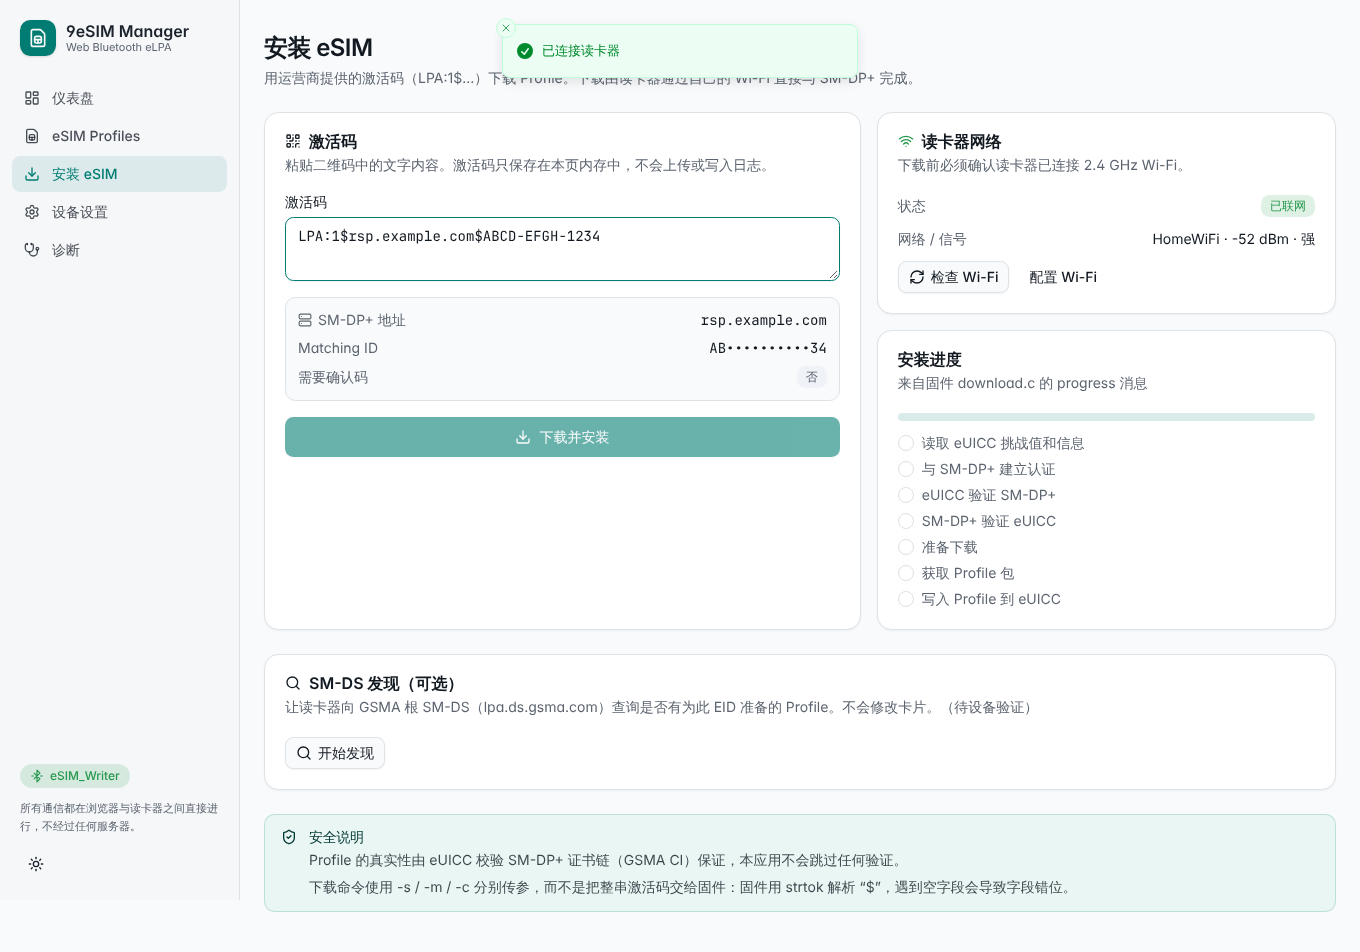 9eSIM Manager
Web Bluetooth eLPA
仪表盘
eSIM Profiles
安装 eSIM
设备设置
诊断
eSIM_Writer
所有通信都在浏览器与读卡器之间直接进
行，不经过任何服务器。
安装 eSIM
已连接读卡器
用运营商提供的激活码（LPA:1$…）下载 Profile。下载由读卡器通过自己的 Wi-Fi 直接与 SM-DP+ 完成。
激活码
粘贴二维码中的文字内容。激活码只保存在本页内存中，不会上传或写入日志。
激活码
LPA:1$rsp.example.com$ABCD-EFGH-1234
SM-DP+ 地址 rsp.example.com
Matching ID AB••••••••••34
需要确认码 否
下载并安装
读卡器网络
下载前必须确认读卡器已连接 2.4 GHz Wi-Fi。
状态 已联网
网络 / 信号 HomeWiFi · -52 dBm · 强
检查 Wi-Fi 配置 Wi-Fi
安装进度
来自固件 download.c 的 progress 消息
读取 eUICC 挑战值和信息
与 SM-DP+ 建立认证
eUICC 验证 SM-DP+
SM-DP+ 验证 eUICC
准备下载
获取 Profile 包
写入 Profile 到 eUICC
SM-DS 发现（可选）
让读卡器向 GSMA 根 SM-DS（lpa.ds.gsma.com）查询是否有为此 EID 准备的 Profile。不会修改卡片。（待设备验证）
开始发现
安全说明
Profile 的真实性由 eUICC 校验 SM-DP+ 证书链（GSMA CI）保证，本应用不会跳过任何验证。
下载命令使用 -s / -m / -c 分别传参，而不是把整串激活码交给固件：固件用 strtok 解析 “$”，遇到空字段会导致字段错位。